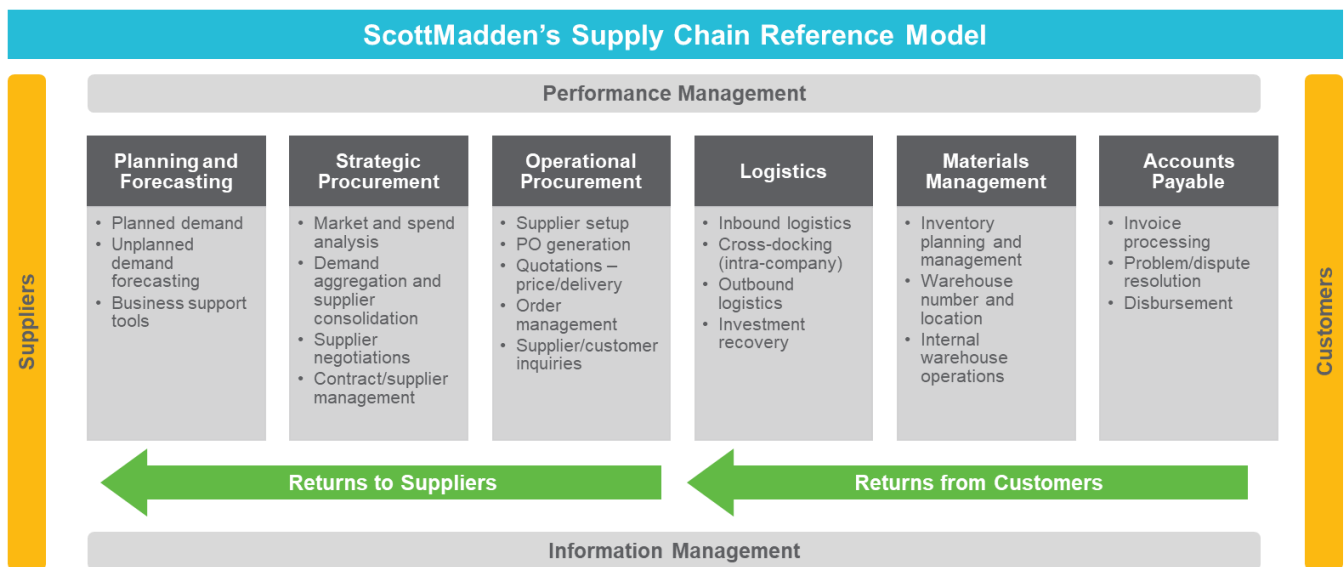 ScottMadden's Supply Chain Reference Model
Suppliers
Performance Management
Planning and
Forecasting
• Planned demand
• Unplanned
demand
forecasting
• Business support
tools
Strategic
Procurement
• Market and spend
analysis
• Demand
aggregation and
supplier
consolidation
• Supplier
negotiations
• Contract/supplier
management
Operational
Procurement
• Supplier setup
• PO generation
• Quotations –
price/delivery
• Order
management
• Supplier/customer
inquiries
Logistics
• Inbound logistics
• Cross-docking
(intra-company)
• Outbound
logistics
• Investment
recovery
Materials
Management
• Inventory
planning and
management
• Warehouse
number and
location
• Internal
warehouse
operations
Accounts
Payable
• Invoice
processing
• Problem/dispute
resolution
• Disbursement
Customers
Returns to Suppliers
Returns from Customers
Information Management